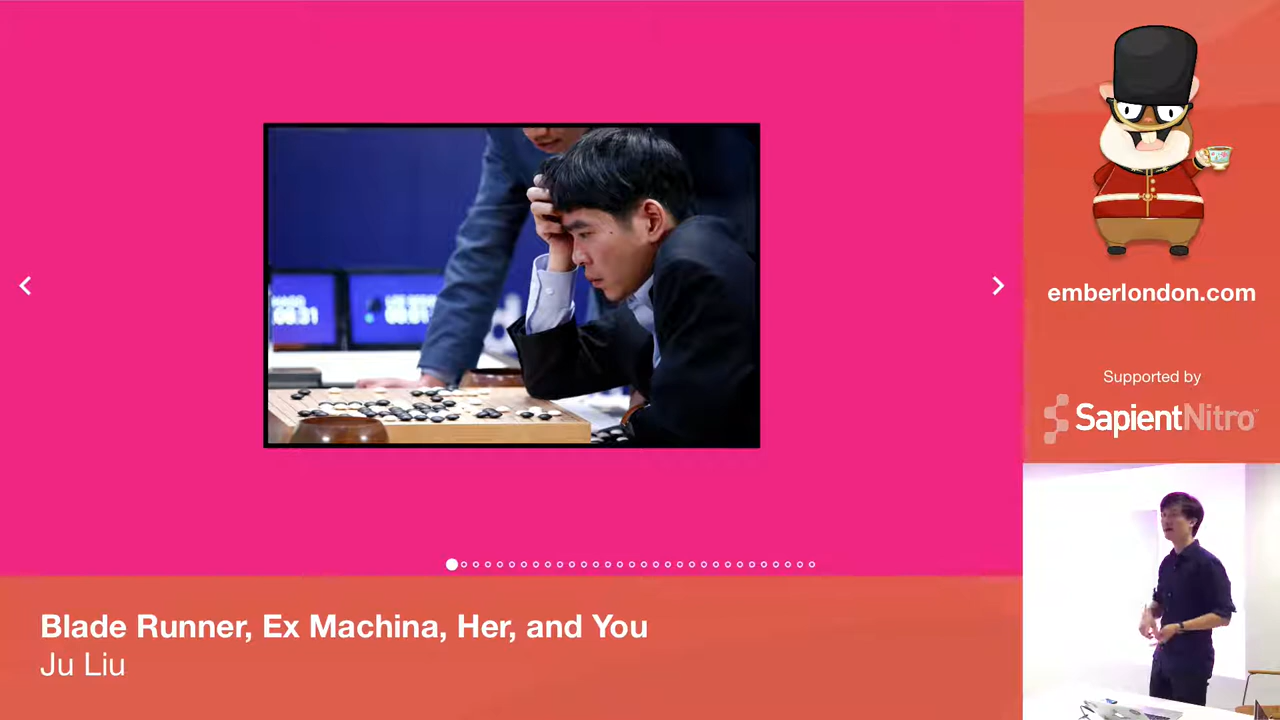 Blade Runner, Ex Machina, Her, and You
Ju Liu
emberlondon.com
Supported by
SapientNitro